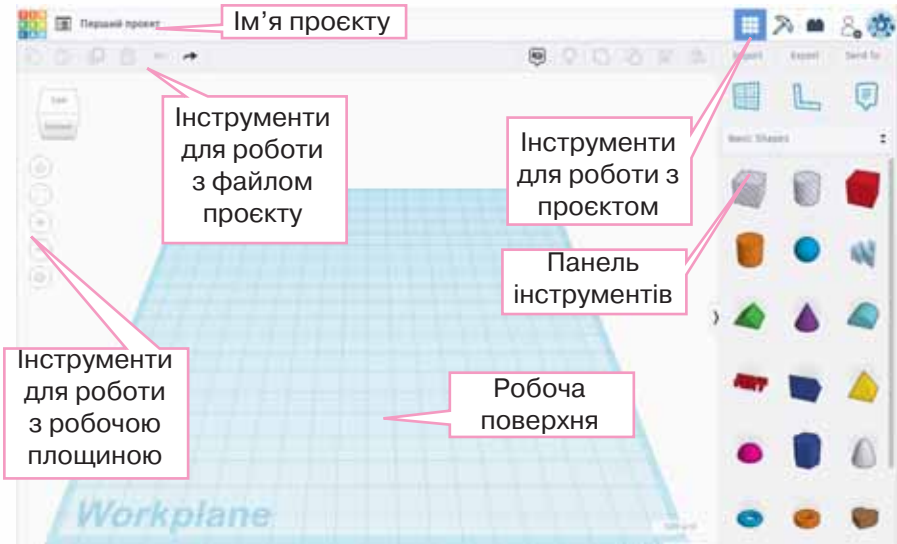 Перший проєкт
Ім’я проєкту
Import
Export
Send To
Інструменти
для роботи
з файлом
проєкту
Інструменти
для роботи з
проєктом
Basic Shapes
Панель
інструментів
Інструменти
для роботи
з робочою
площиною
Робоча
поверхня
Workplane